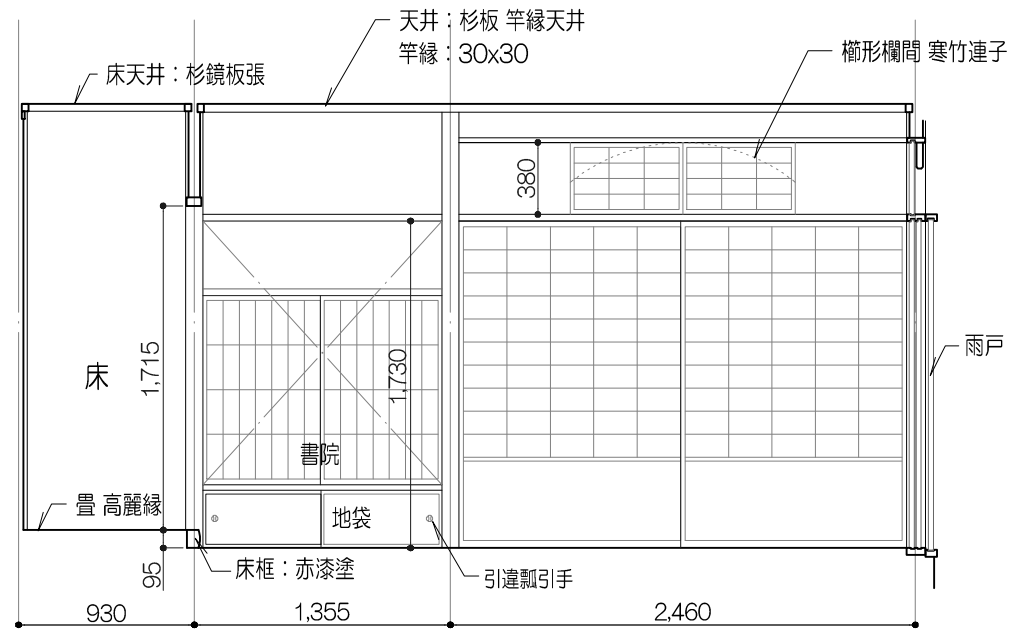 天井：杉板 竿縁天井
竿縁：30x30
櫛形欄間 寒竹連子
床天井：杉鏡板張
380
雨戸
床
1,715
1,730
書院
畳 高麗縁
地袋
95
床框：赤漆塗
引違瓢引手
930
1,355
2,460